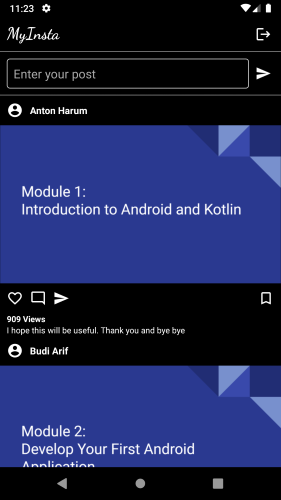 11:23
MyInsta
Enter your post
Anton Harum
Module 1:
Introduction to Android and Kotlin
909 Views
I hope this will be useful. Thank you and bye bye
Budi Arif
Module 2:
Develop Your First Android
Application